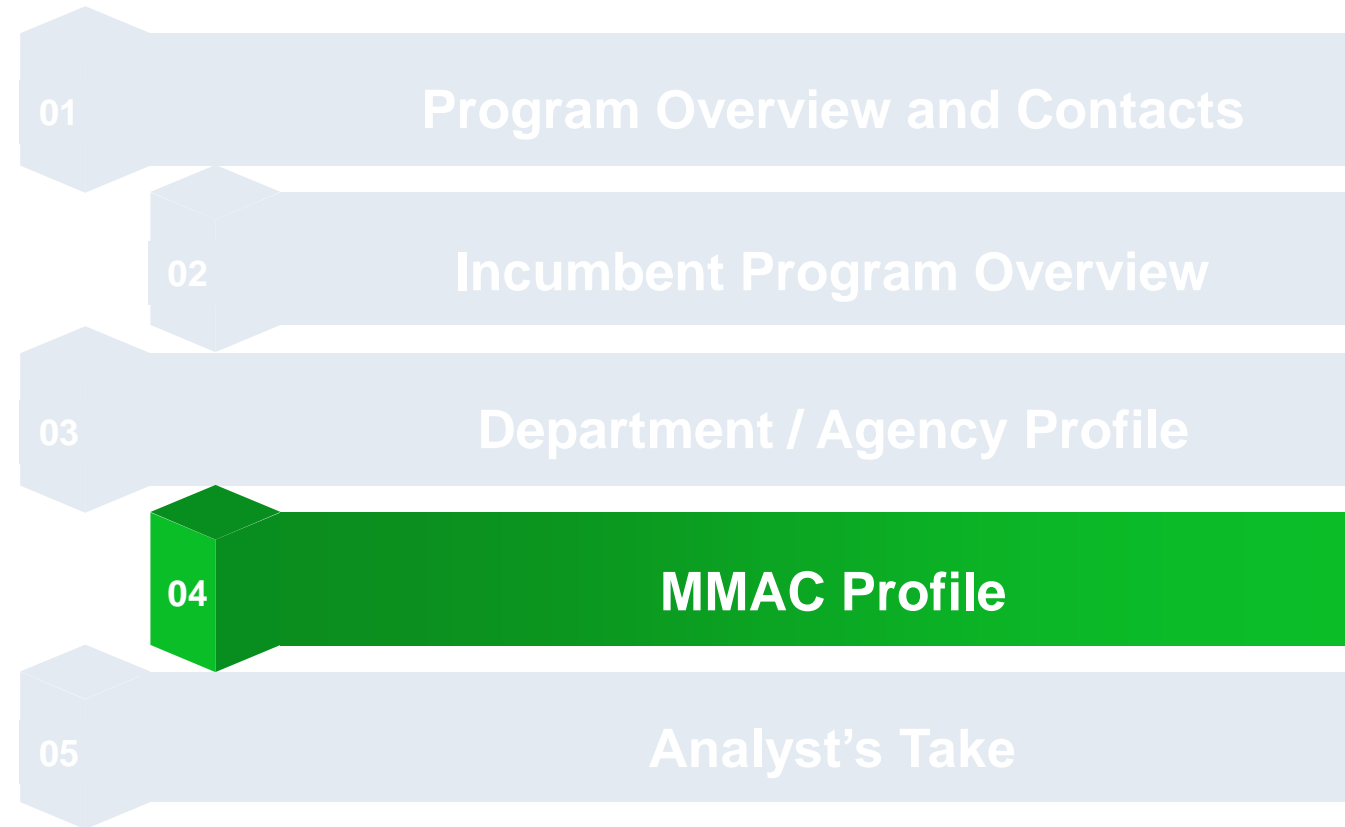 01
Program Overview and Contacts
02
Incumbent Program Overview
03
Department / Agency Profile
04
MMAC Profile
05
Analyst’s Take